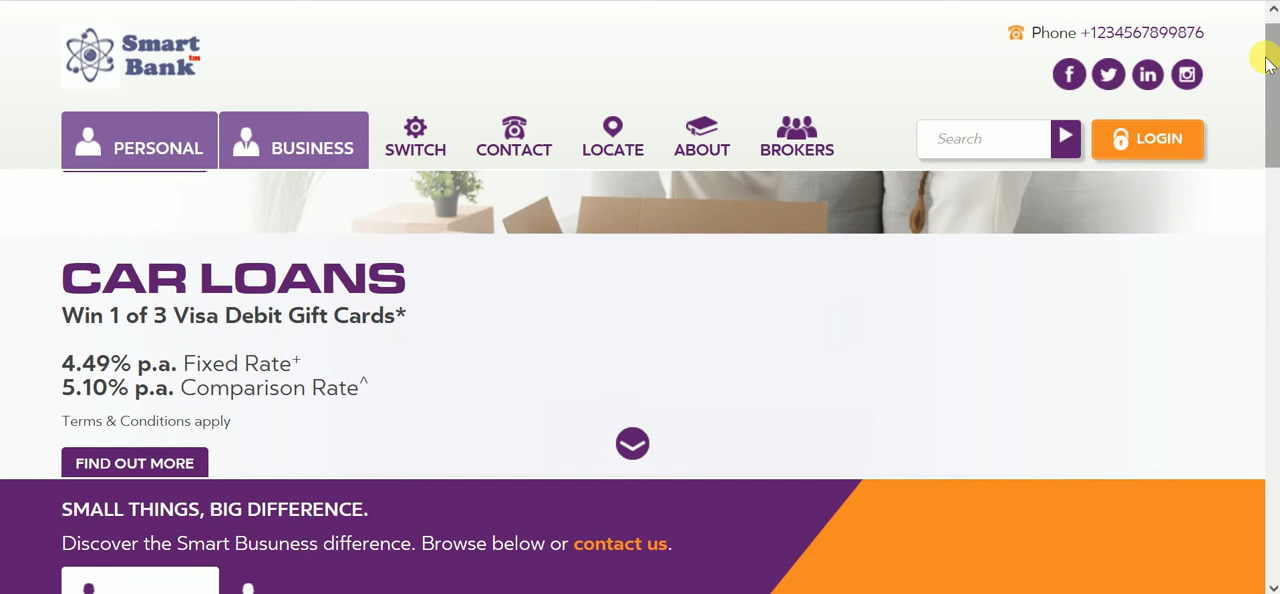 Smart
Bank tm
Phone +1234567899876
PERSONAL
BUSINESS
SWITCH
CONTACT
LOCATE
ABOUT
BROKERS
Search
LOGIN
CAR LOANS
Win 1 of 3 Visa Debit Gift Cards*
4.49% p.a. Fixed Rate+
5.10% p.a. Comparison Rate^
Terms & Conditions apply
FIND OUT MORE
SMALL THINGS, BIG DIFFERENCE.
Discover the Smart Busuness difference. Browse below or contact us.